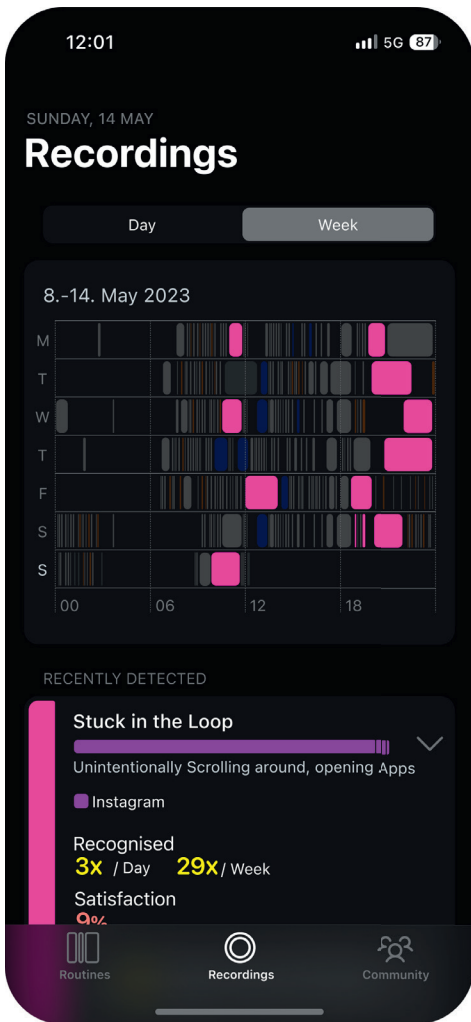 12:01 5G 87
SUNDAY, 14 MAY
Recordings
Day Week
8.-14. May 2023
M
T
W
T
F
S
S
00 06 12 18
RECENTLY DETECTED
Stuck in the Loop
Unintentionally Scrolling around, opening Apps
Instagram
Recognised
3x / Day 29x / Week
Satisfaction
9%
Routines Recordings Community